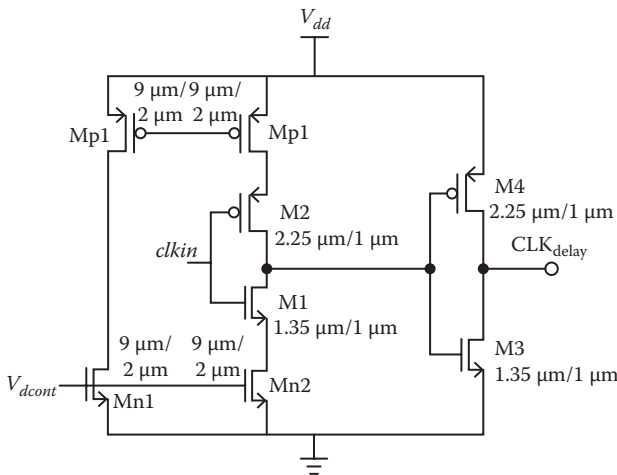 V_dd
9 µm/ 9 µm/
2 µm 2 µm
Mp1
Mp1
M2
2.25 µm/1 µm
M4
2.25 µm/1 µm
clkin
CLK_delay
M1
1.35 µm/1 µm
9 µm/ 9 µm/
2 µm 2 µm
M3
1.35 µm/1 µm
V_dcont
Mn1
Mn2